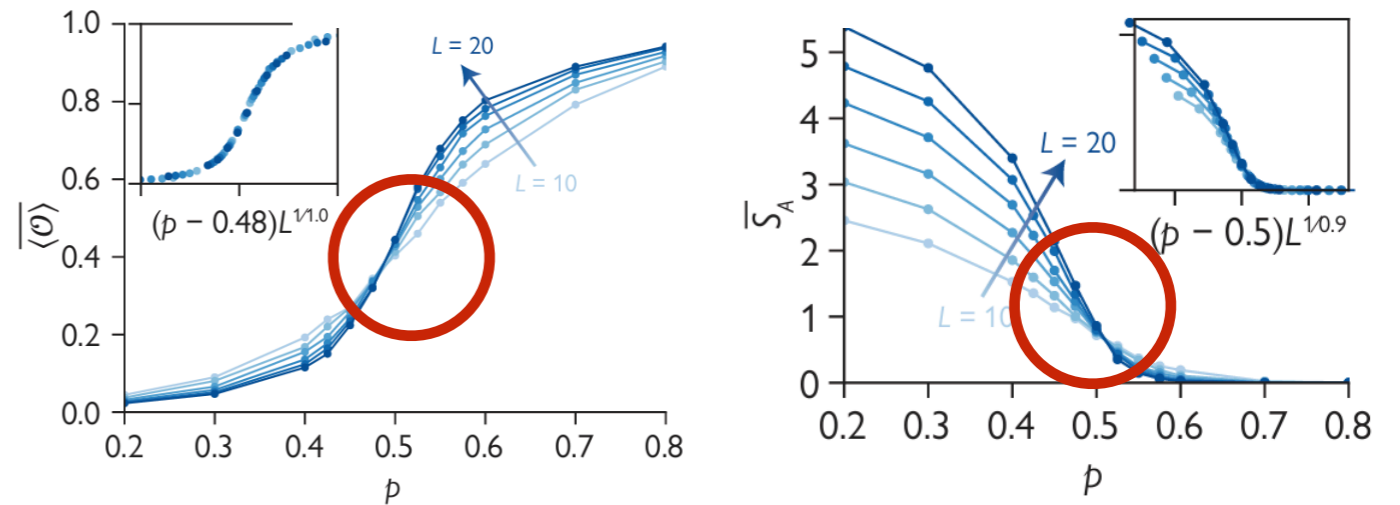 1.0
0.8
0.6
0.4
0.2
0.0
0.2 0.3 0.4 0.5 0.6 0.7 0.8
p
⟨𝒪⟩
L = 20
L = 10
(p − 0.48)L^{1/1.0}
5
4
3
2
1
0
0.2 0.3 0.4 0.5 0.6 0.7 0.8
p
S̅_A
L = 20
L = 10
(p − 0.5)L^{1/0.9}